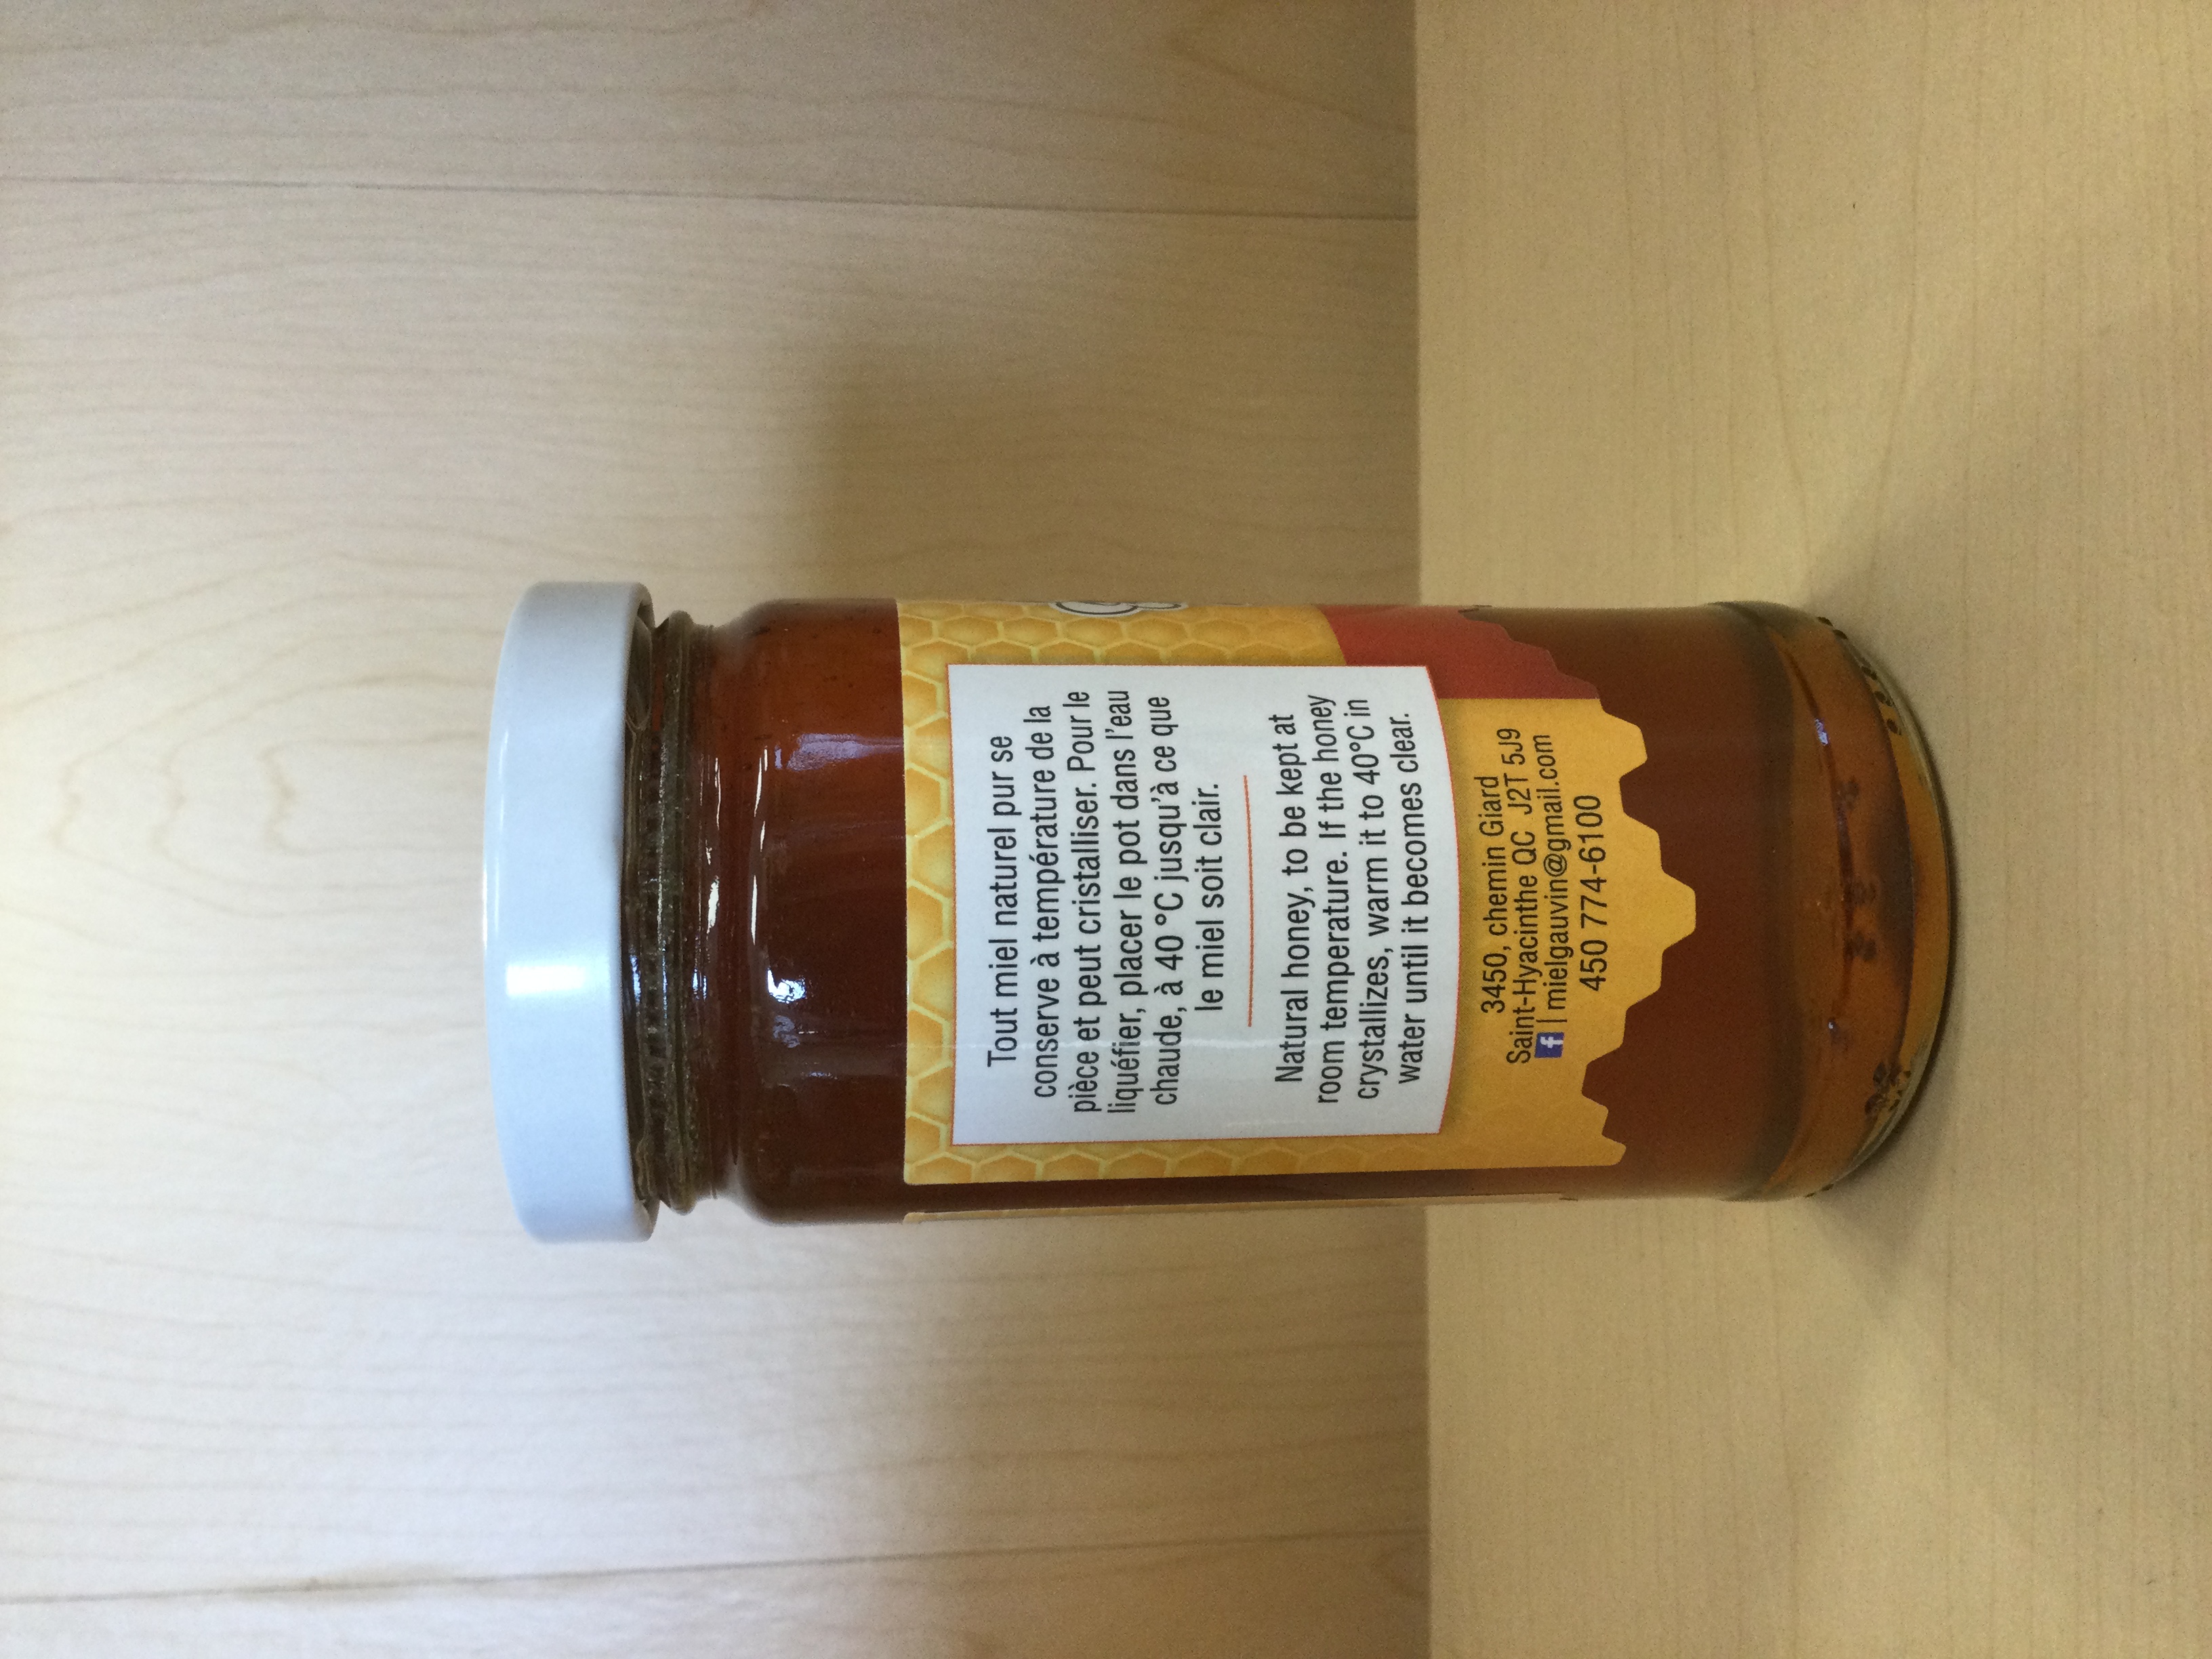 Tout miel naturel pur se
conserve à température de la
pièce et peut cristalliser. Pour le
liquéfier, placer le pot dans l'eau
chaude, à 40 °C jusqu'à ce que
le miel soit clair.
Natural honey, to be kept at
room temperature. If the honey
crystallizes, warm it to 40°C in
water until it becomes clear.
3450, chemin Giard
Saint-Hyacinthe QC J2T 5J9
f | mielgauvin@gmail.com
450 774-6100